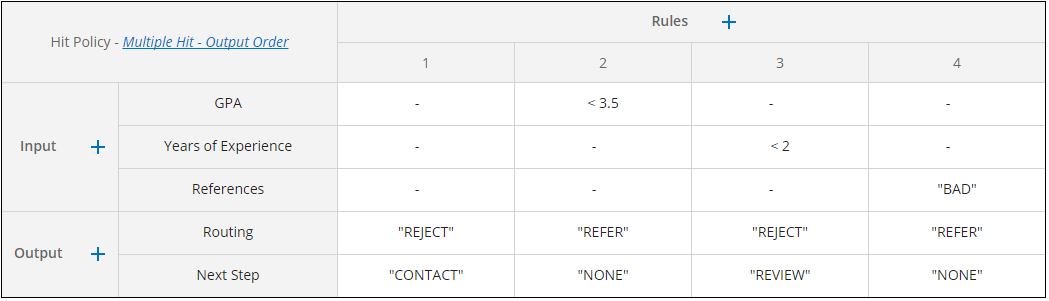 Hit Policy - Multiple Hit - Output Order
Rules +
1 2 3 4
Input +
GPA - < 3.5 - -
Years of Experience - - < 2 -
References - - - "BAD"
Output +
Routing "REJECT" "REFER" "REJECT" "REFER"
Next Step "CONTACT" "NONE" "REVIEW" "NONE"